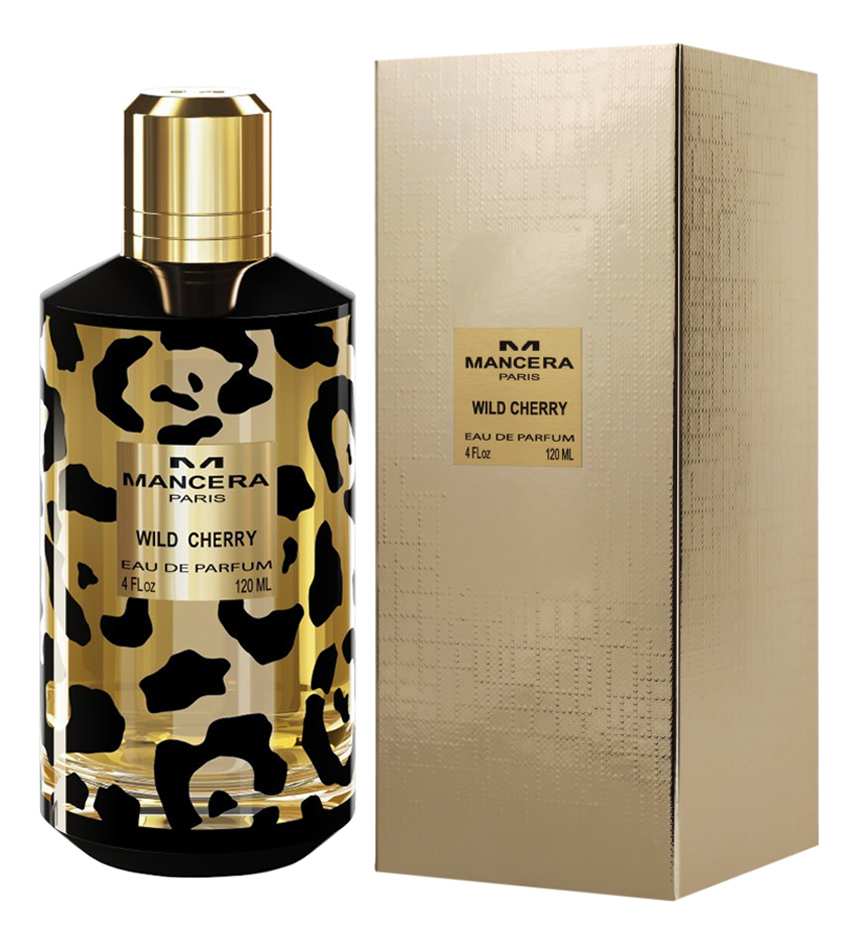 M
MANCERA
PARIS
WILD CHERRY
EAU DE PARFUM
4 FLoz 120 ML
M
MANCERA
PARIS
WILD CHERRY
EAU DE PARFUM
4 FLoz 120 ML